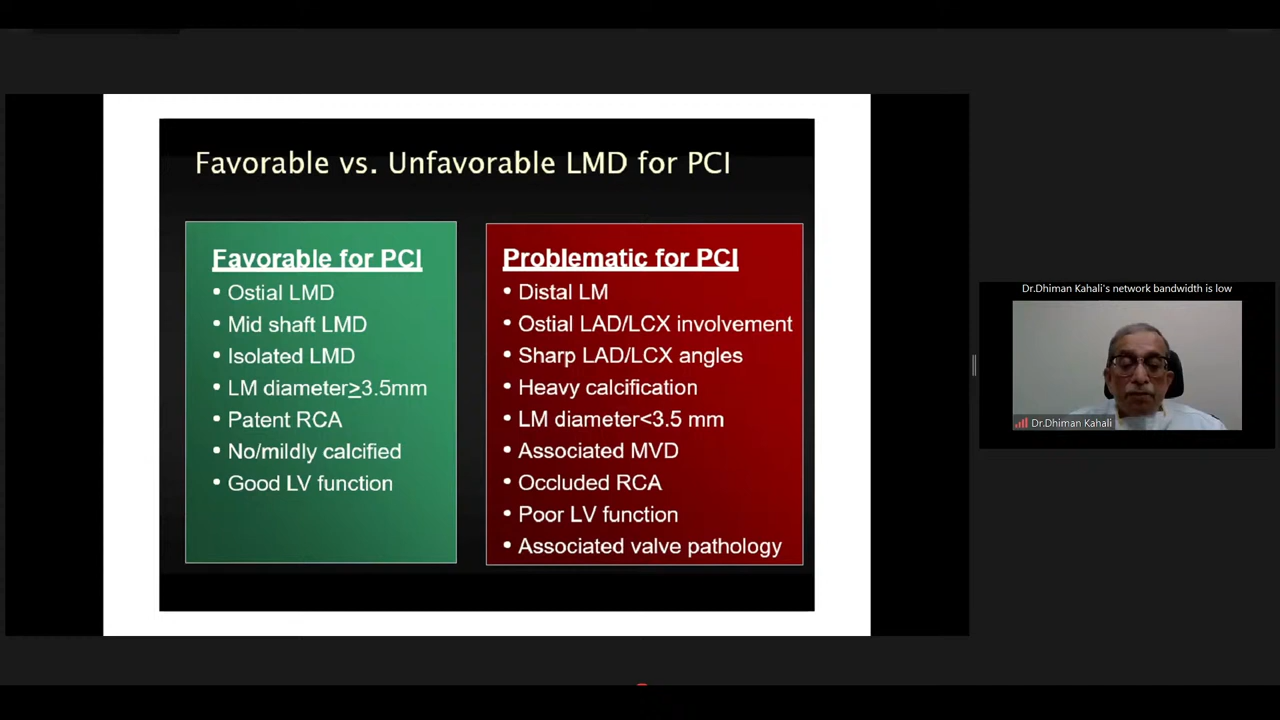 Favorable vs. Unfavorable LMD for PCI
Favorable for PCI
• Ostial LMD
• Mid shaft LMD
• Isolated LMD
• LM diameter≥3.5mm
• Patent RCA
• No/mildly calcified
• Good LV function
Problematic for PCI
• Distal LM
• Ostial LAD/LCX involvement
• Sharp LAD/LCX angles
• Heavy calcification
• LM diameter<3.5 mm
• Associated MVD
• Occluded RCA
• Poor LV function
• Associated valve pathology
Dr.Dhiman Kahali's network bandwidth is low
Dr.Dhiman Kahali